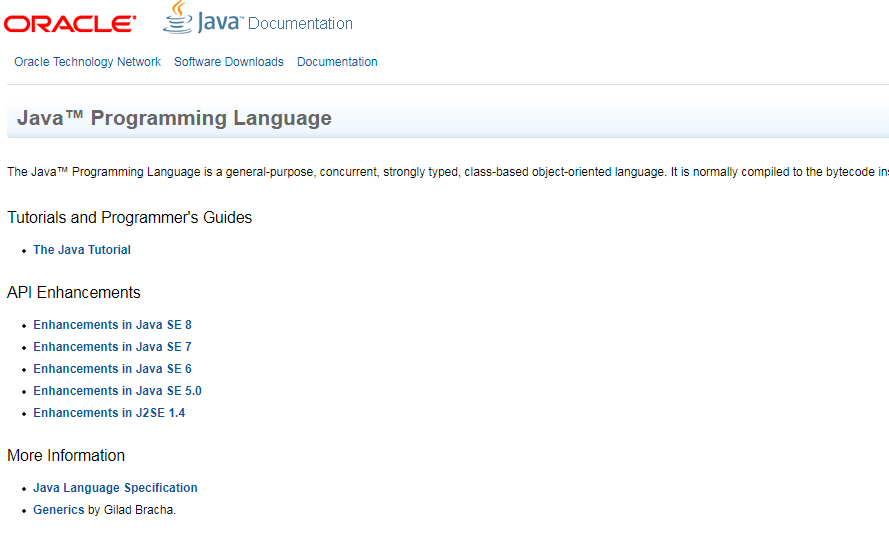 ORACLE® Java™ Documentation
Oracle Technology Network Software Downloads Documentation
Java™ Programming Language
The Java™ Programming Language is a general-purpose, concurrent, strongly typed, class-based object-oriented language. It is normally compiled to the bytecode ins
Tutorials and Programmer's Guides
• The Java Tutorial
API Enhancements
• Enhancements in Java SE 8
• Enhancements in Java SE 7
• Enhancements in Java SE 6
• Enhancements in Java SE 5.0
• Enhancements in J2SE 1.4
More Information
• Java Language Specification
• Generics by Gilad Bracha.